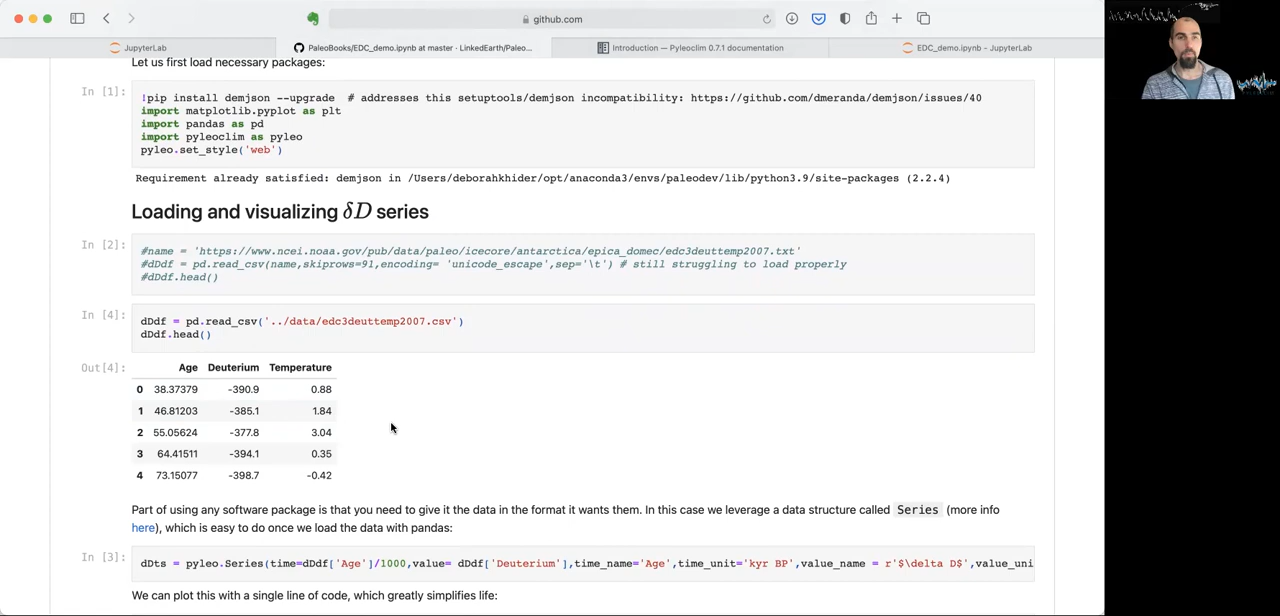 github.com
JupyterLab
PaleoBooks/EDC_demo.ipynb at master · LinkedEarth/Paleo...
Introduction — Pyleoclim 0.7.1 documentation
EDC_demo.ipynb - JupyterLab
Let us first load necessary packages:
In [1]:
!pip install demjson --upgrade  # addresses this setuptools/demjson incompatibility: https://github.com/dmeranda/demjson/issues/40
import matplotlib.pyplot as plt
import pandas as pd
import pyleoclim as pyleo
pyleo.set_style('web')
Requirement already satisfied: demjson in /Users/deborahkhider/opt/anaconda3/envs/paleodev/lib/python3.9/site-packages (2.2.4)
Loading and visualizing δD series
In [2]:
#name = 'https://www.ncei.noaa.gov/pub/data/paleo/icecore/antarctica/epica_domec/edc3deuttemp2007.txt'
#dDdf = pd.read_csv(name,skiprows=91,encoding= 'unicode_escape',sep='\t') # still struggling to load properly
#dDdf.head()
In [4]:
dDdf = pd.read_csv('../data/edc3deuttemp2007.csv')
dDdf.head()
Out[4]:
Age Deuterium Temperature
0 38.37379 -390.9 0.88
1 46.81203 -385.1 1.84
2 55.05624 -377.8 3.04
3 64.41511 -394.1 0.35
4 73.15077 -398.7 -0.42
Part of using any software package is that you need to give it the data in the format it wants them. In this case we leverage a data structure called Series (more info
here), which is easy to do once we load the data with pandas:
In [3]:
dDts = pyleo.Series(time=dDdf['Age']/1000,value= dDdf['Deuterium'],time_name='Age',time_unit='kyr BP',value_name = r'$\delta D$',value_uni
We can plot this with a single line of code, which greatly simplifies life: